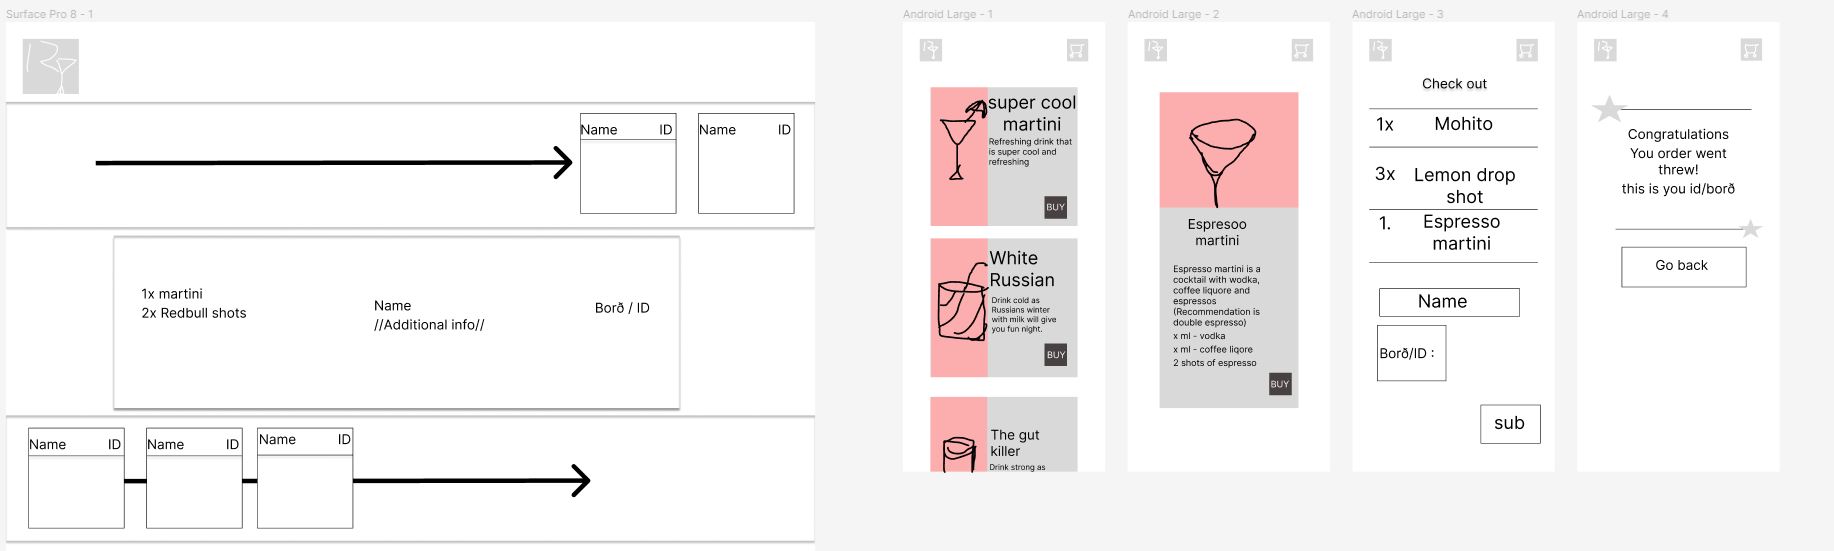 Surface Pro 8 - 1
Name ID
Name ID
1x martini
2x Redbull shots
Name
//Additional info//
Borð / ID
Name ID
Name ID
Name ID
Android Large - 1
super cool
martini
Refreshing drink that
is super cool and
refreshing
BUY
White
Russian
Drink cold as
Russians winter
with milk will give
you fun night.
BUY
The gut
killer
Drink strong as
Android Large - 2
Espresoo
martini
Espresso martini is a
cocktail with wodka,
coffee liquore and
espressos
(Recommendation is
double espresso)
x ml - vodka
x ml - coffee liqore
2 shots of espresso
BUY
Android Large - 3
Check out
1x Mohito
3x Lemon drop
shot
1. Espresso
martini
Name
Borð/ID :
sub
Android Large - 4
Congratulations
You order went
threw!
this is you id/borð
Go back